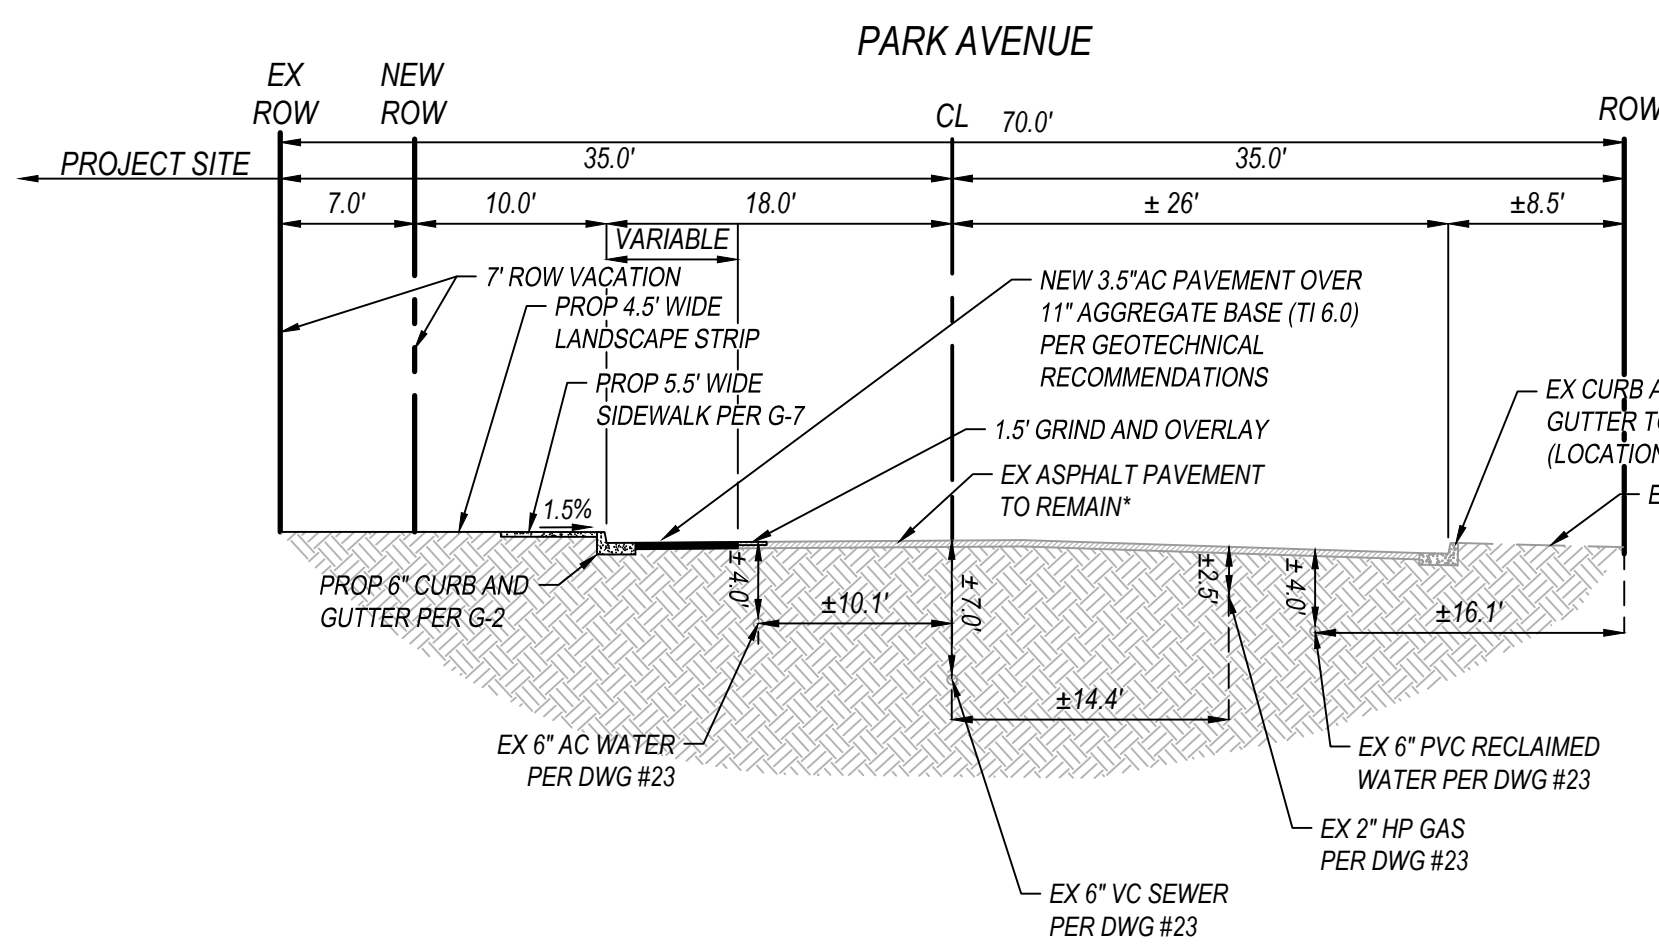 PARK AVENUE
EX
ROW
NEW
ROW
CL
ROW
70.0'
PROJECT SITE
35.0'
35.0'
7.0'
10.0'
18.0'
± 26'
±8.5'
VARIABLE
7' ROW VACATION
PROP 4.5' WIDE
LANDSCAPE STRIP
PROP 5.5' WIDE
SIDEWALK PER G-7
NEW 3.5"AC PAVEMENT OVER
11" AGGREGATE BASE (TI 6.0)
PER GEOTECHNICAL
RECOMMENDATIONS
1.5' GRIND AND OVERLAY
EX ASPHALT PAVEMENT
TO REMAIN*
EX CURB A
GUTTER TO
(LOCATION
E
1.5%
PROP 6" CURB AND
GUTTER PER G-2
± 4.0'
±10.1'
± 7.0'
±2.5'
± 4.0'
±16.1'
±14.4'
EX 6" AC WATER
PER DWG #23
EX 6" PVC RECLAIMED
WATER PER DWG #23
EX 2" HP GAS
PER DWG #23
EX 6" VC SEWER
PER DWG #23